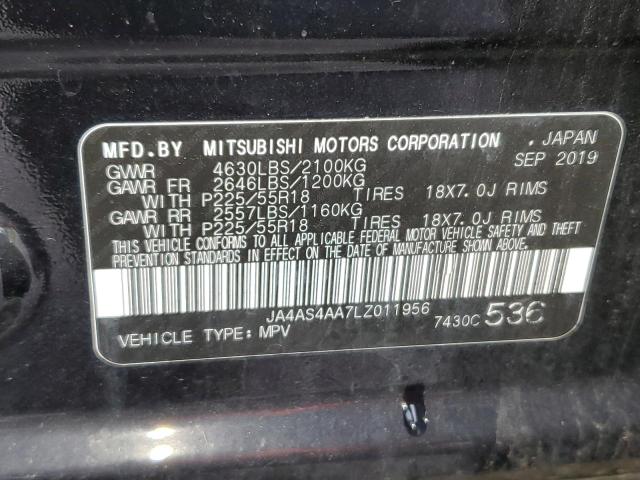 MFD.BY MITSUBISHI MOTORS CORPORATION . JAPAN
GVWR 4630LBS/2100KG SEP 2019
GAWR FR 2646LBS/1200KG
WITH P225/55R18 TIRES 18X7.0J RIMS
GAWR RR 2557LBS/1160KG
WITH P225/55R18 TIRES 18X7.0J RIMS
THIS VEHICLE CONFORMS TO ALL APPLICABLE FEDERAL MOTOR VEHICLE SAFETY AND THEFT
PREVENTION STANDARDS IN EFFECT ON THE DATE OF MANUFACTURE SHOWN ABOVE.
JA4AS4AA7LZ011956
VEHICLE TYPE:MPV 7430C 536